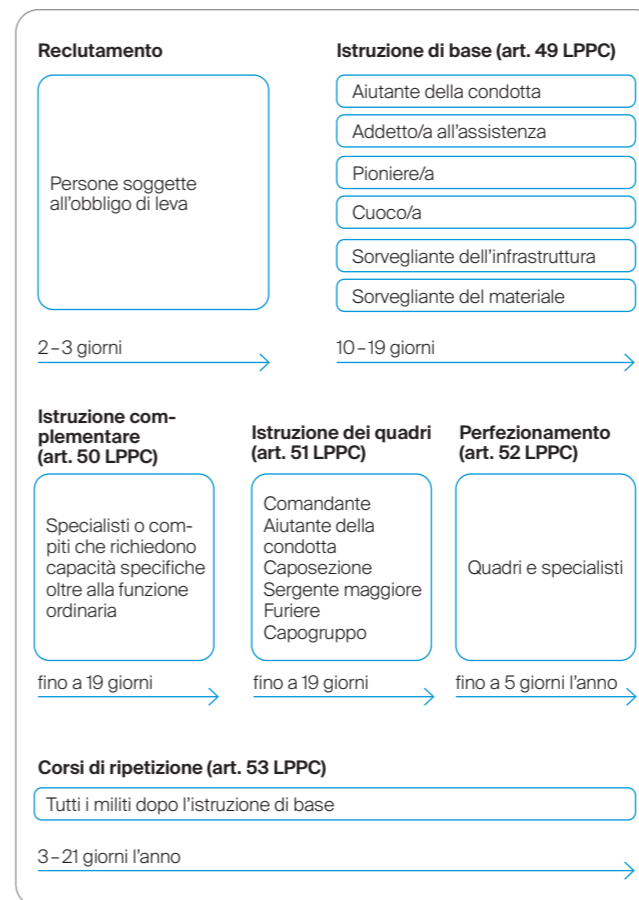 Reclutamento
Persone soggette
all'obbligo di leva
2–3 giorni
Istruzione di base (art. 49 LPPC)
Aiutante della condotta
Addetto/a all'assistenza
Pioniere/a
Cuoco/a
Sorvegliante dell'infrastruttura
Sorvegliante del materiale
10–19 giorni
Istruzione com-
plementare
(art. 50 LPPC)
Specialisti o com-
piti che richiedono
capacità specifiche
oltre alla funzione
ordinaria
fino a 19 giorni
Istruzione dei quadri
(art. 51 LPPC)
Comandante
Aiutante della
condotta
Caposezione
Sergente maggiore
Furiere
Capogruppo
fino a 19 giorni
Perfezionamento
(art. 52 LPPC)
Quadri e specialisti
fino a 5 giorni l'anno
Corsi di ripetizione (art. 53 LPPC)
Tutti i militi dopo l'istruzione di base
3–21 giorni l'anno